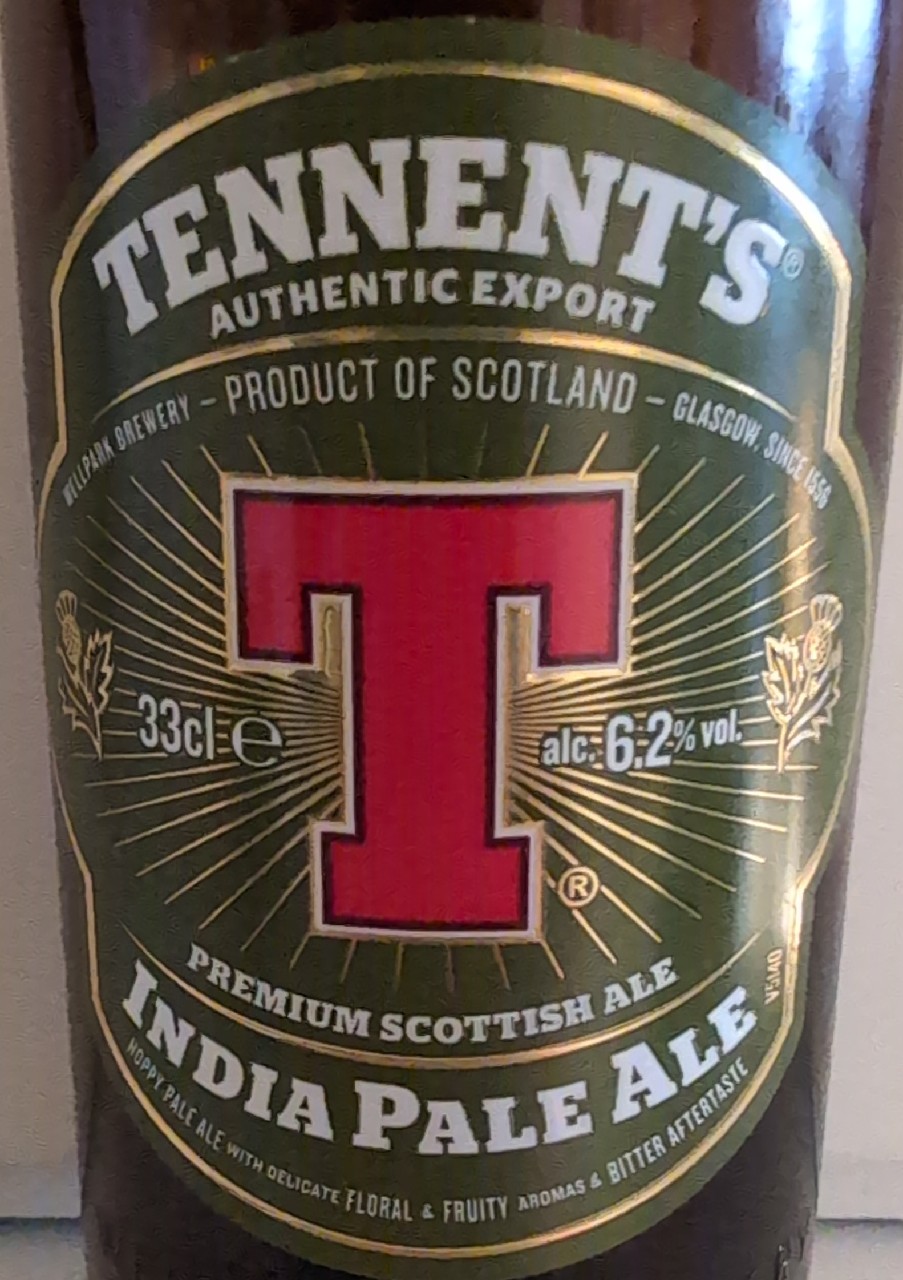 TENNENT'S®
AUTHENTIC EXPORT
WELLPARK BREWERY – PRODUCT OF SCOTLAND – GLASGOW, SINCE 1556
T
33cl e
alc. 6.2% vol.
®
PREMIUM SCOTTISH ALE
INDIA PALE ALE
HOPPY PALE ALE WITH DELICATE FLORAL & FRUITY AROMAS & BITTER AFTERTASTE
V5140